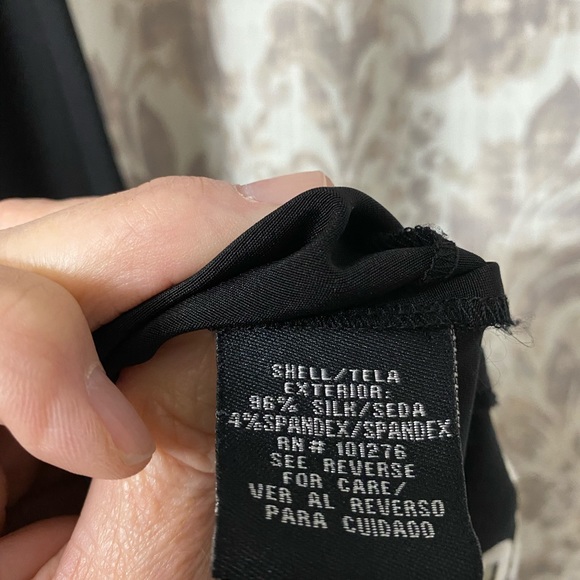 SHELL/TELA
EXTERIOR:
96% SILK/SEDA
4%SPANDEX/SPANDEX
RN# 101276
SEE REVERSE
FOR CARE/
VER AL REVERSO
PARA CUIDADO